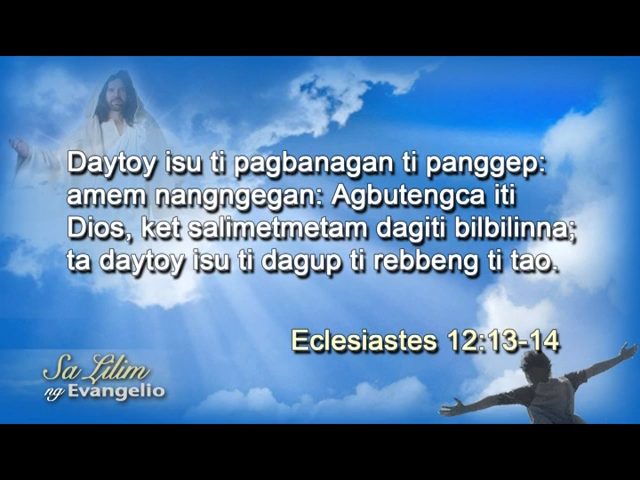 Daytoy isu ti pagbanagan ti panggep:
amem nangngegan: Agbutengca iti
Dios, ket salimetmetam dagiti bilbilinna;
ta daytoy isu ti dagup ti rebbeng ti tao.
Eclesiastes 12:13-14
Sa Lilim
ng Evangelio